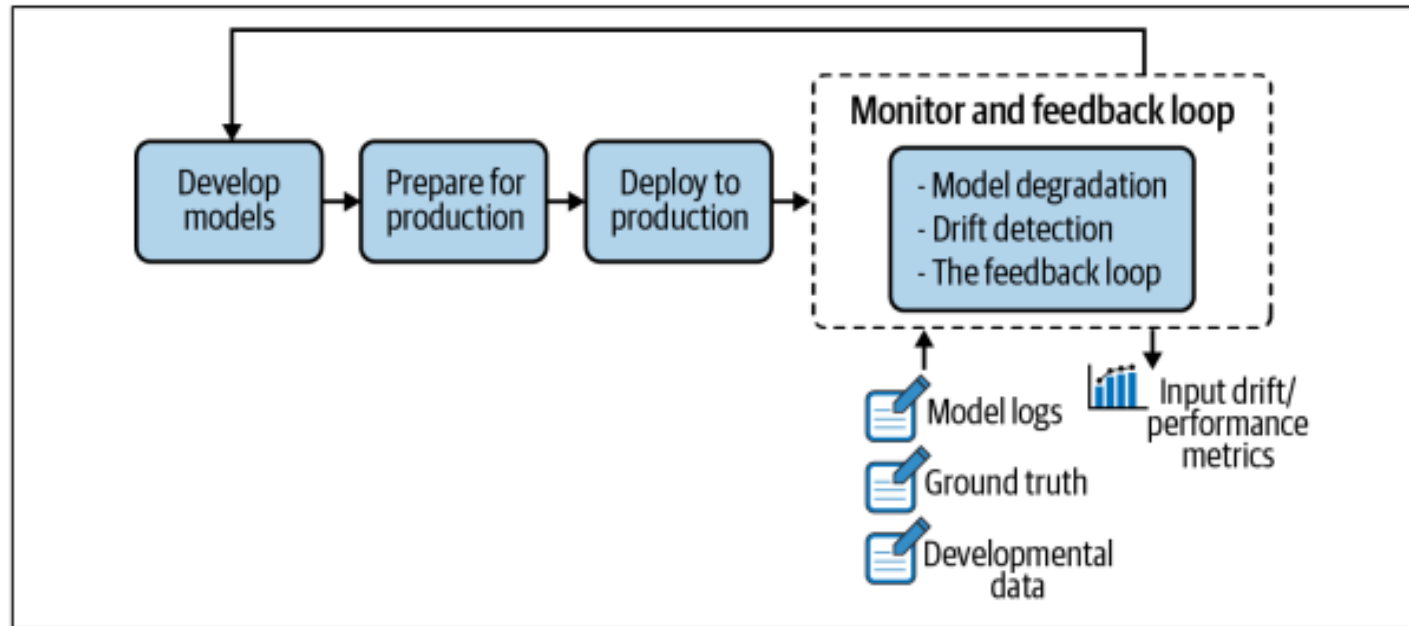 Monitor and feedback loop
Develop
models
Prepare for
production
Deploy to
production
- Model degradation
- Drift detection
- The feedback loop
Model logs
Ground truth
Developmental
data
Input drift/
performance
metrics